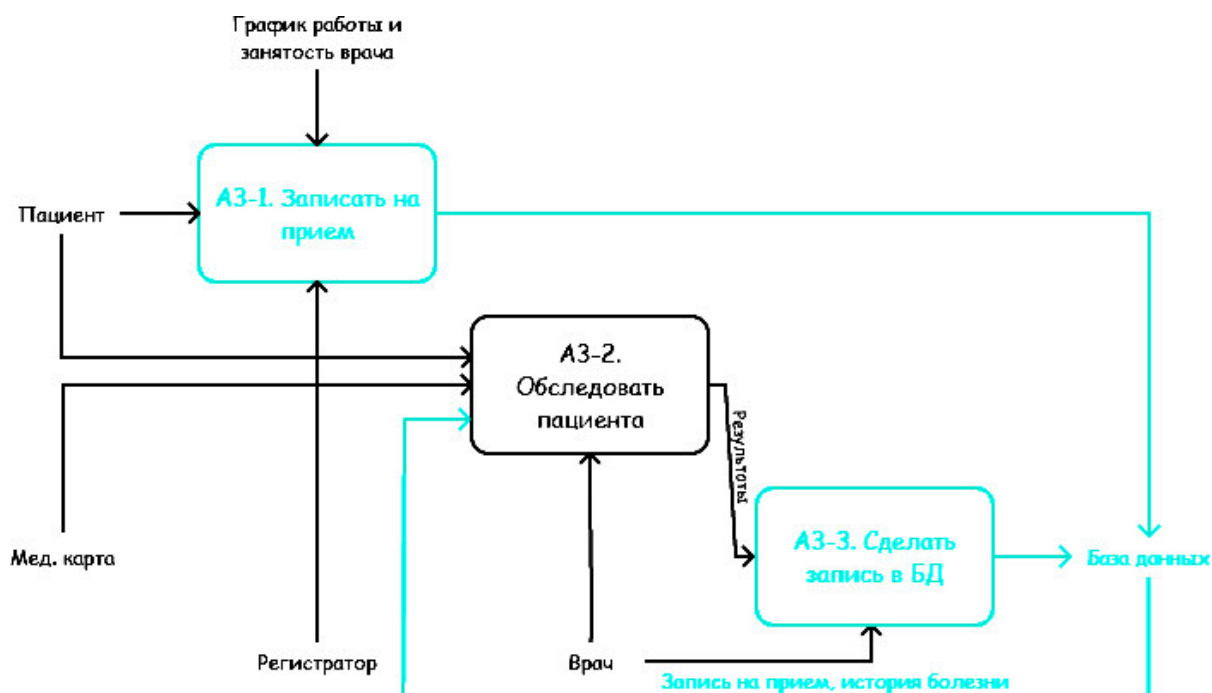 График работы и
занятость врача
А3-1. Записать на
прием
Пациент
А3-2.
Обследовать
пациента
Результаты
А3-3. Сделать
запись в БД
База данных
Мед. карта
Регистратор
Врач
Запись на прием, история болезни